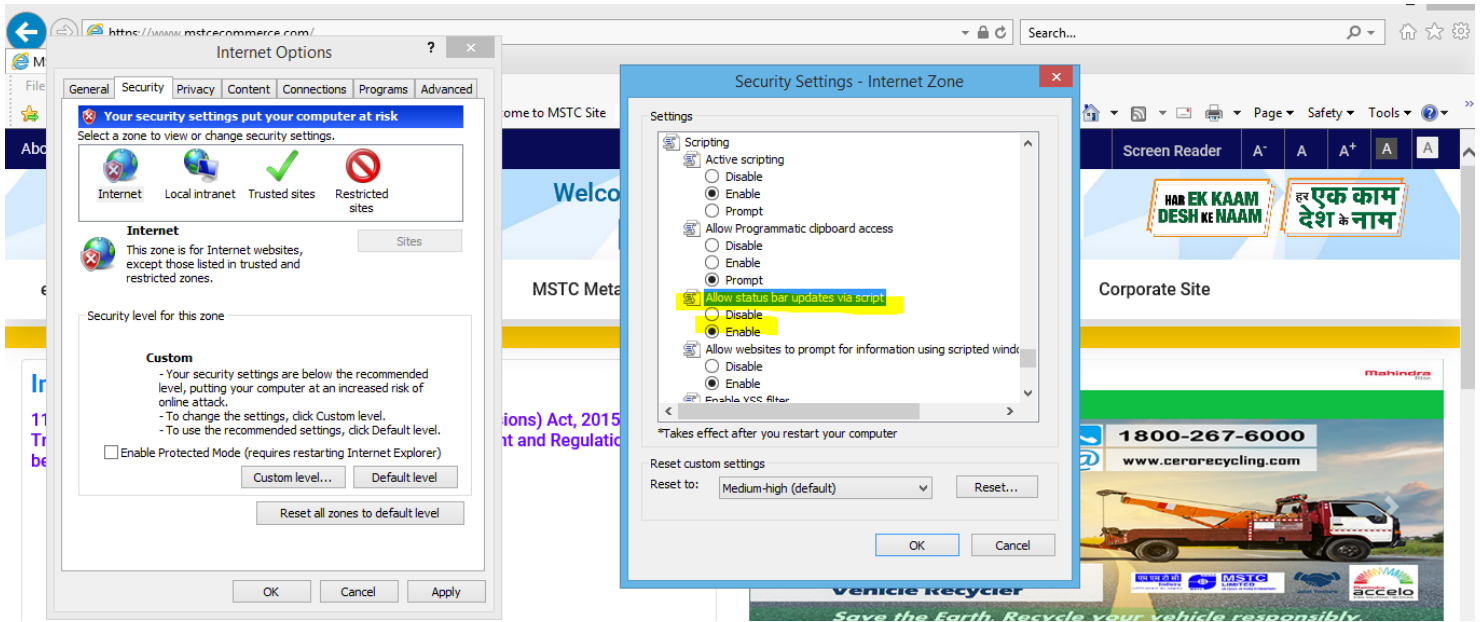 https://www.mstcecommerce.com/
Search...
Internet Options
?
General Security Privacy Content Connections Programs Advanced
Your security settings put your computer at risk
Select a zone to view or change security settings.
Internet
Local intranet
Trusted sites
Restricted
sites
Internet
This zone is for Internet websites,
except those listed in trusted and
restricted zones.
Sites
Security level for this zone
Custom
- Your security settings are below the recommended
level, putting your computer at an increased risk of
online attack.
- To change the settings, click Custom level.
- To use the recommended settings, click Default level.
Enable Protected Mode (requires restarting Internet Explorer)
Custom level...
Default level
Reset all zones to default level
OK
Cancel
Apply
Security Settings - Internet Zone
Settings
Scripting
Active scripting
Disable
Enable
Prompt
Allow Programmatic clipboard access
Disable
Enable
Prompt
Allow status bar updates via script
Disable
Enable
Allow websites to prompt for information using scripted windo
Disable
Enable
Enable XSS filter
*Takes effect after you restart your computer
Reset custom settings
Reset to:
Medium-high (default)
Reset...
OK
Cancel
File
ome to MSTC Site
Page
Safety
Tools
Abo
Screen Reader
A-
A
A+
A
A
Welco
HAR EK KAAM
DESH KE NAAM
हर एक काम
देश के नाम
MSTC Meta
Corporate Site
11
Tr
be
ions) Act, 2015
nt and Regulatio
Mahindra
Rise.
1800-267-6000
www.cerorecycling.com
MSTC
accelo
Vehicle Recycler
Save the Earth. Recycle your vehicle responsibly.